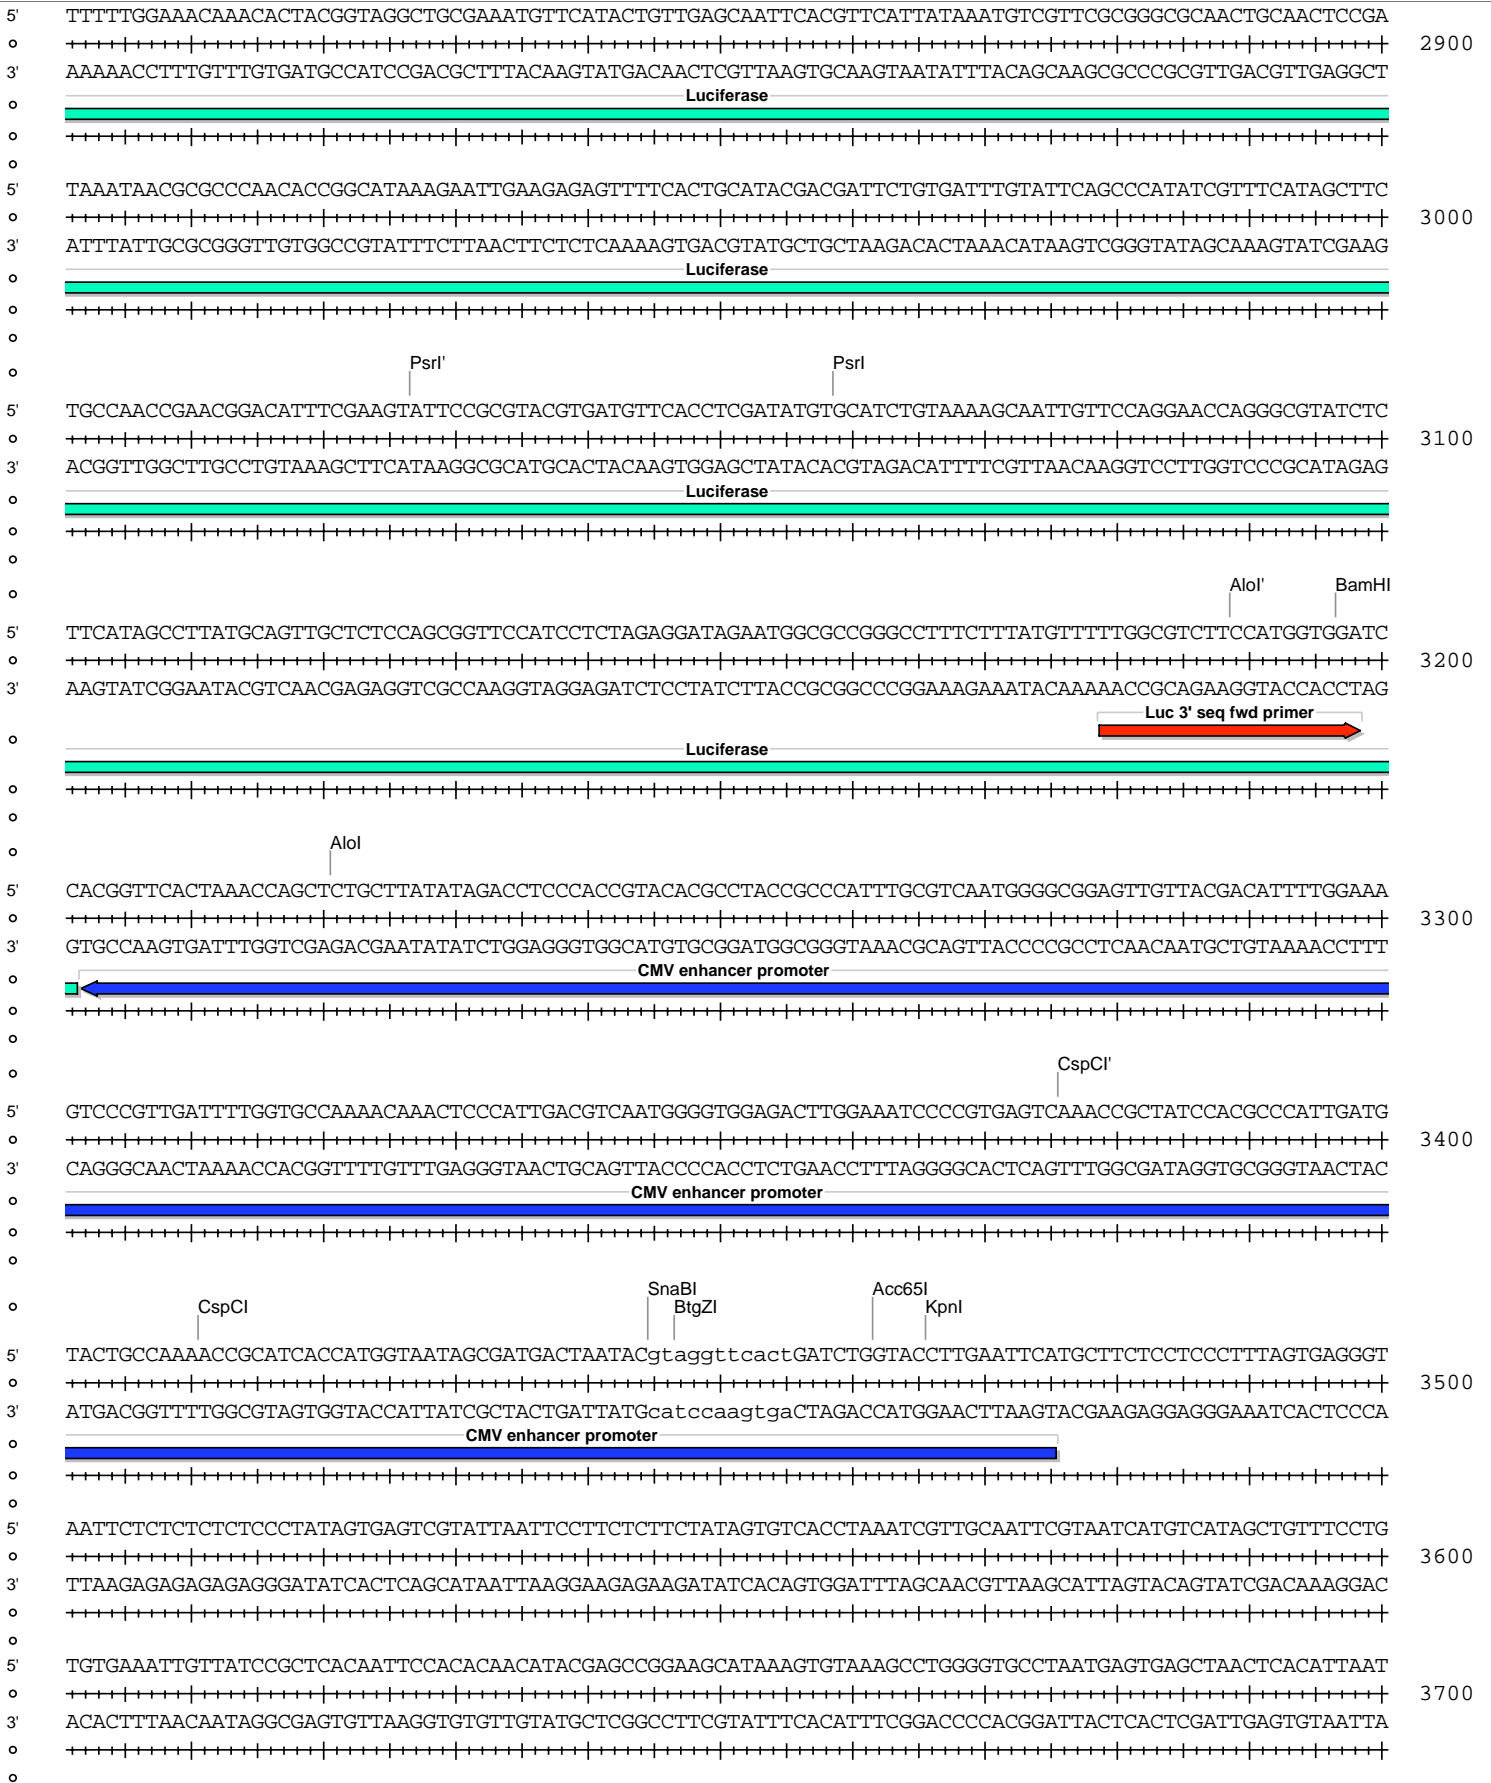 5' TTTTTGGAAACAAACACTACGGTAGGCTGCGAAATGTTCATACTGTTGAGCAATTCACGTTCATTATAAATGTCGTTCGCGGGCGCAACTGCAACTCCGA
2900
3' AAAAACCTTTGTTTGTGATGCCATCCGACGCTTTACAAGTATGACAACTCGTTAAGTGCAAGTAATATTTACAGCAAGCGCCCGCGTTGACGTTGAGGCT
Luciferase
5' TAAATAACGCGCCCAACACCGGCATAAAGAATTGAAGAGAGTTTTCACTGCATACGACGATTCTGTGATTTGTATTCAGCCCATATCGTTTCATAGCTTC
3000
3' ATTTATTGCGCGGGTTGTGGCCGTATTTCTTAACTTCTCTCAAAAGTGACGTATGCTGCTAAGACACTAAACATAAGTCGGGTATAGCAAAGTATCGAAG
Luciferase
PsrI' PsrI
5' TGCCAACCGAACGGACATTTCGAAGTATTCCGCGTACGTGATGTTCACCTCGATATGTGCATCTGTAAAAGCAATTGTTCCAGGAACCAGGGCGTATCTC
3100
3' ACGGTTGGCTTGCCTGTAAAGCTTCATAAGGCGCATGCACTACAAGTGGAGCTATACACGTAGACATTTTCGTTAACAAGGTCCTTGGTCCCGCATAGAG
Luciferase
AloI' BamHI
5' TTCATAGCCTTATGCAGTTGCTCTCCAGCGGTTCCATCCTCTAGAGGATAGAATGGCGCCGGGCCTTTCTTTATGTTTTTGGCGTCTTCCATGGTGGATC
3200
3' AAGTATCGGAATACGTCAACGAGAGGTCGCCAAGGTAGGAGATCTCCTATCTTACCGCGGCCCGGAAAGAAATACAAAAACCGCAGAAGGTACCACCTAG
Luc 3' seq fwd primer
Luciferase
AloI
5' CACGGTTCACTAAACCAGCTCTGCTTATATAGACCTCCCACCGTACACGCCTACCGCCCATTTGCGTCAATGGGGCGGAGTTGTTACGACATTTTGGAAA
3300
3' GTGCCAAGTGATTTGGTCGAGACGAATATATCTGGAGGGTGGCATGTGCGGATGGCGGGTAAACGCAGTTACCCCGCCTCAACAATGCTGTAAAACCTTT
CMV enhancer promoter
CspCI'
5' GTCCCGTTGATTTTGGTGCCAAAACAAACTCCCATTGACGTCAATGGGGTGGAGACTTGGAAATCCCCGTGAGTCAAACCGCTATCCACGCCCATTGATG
3400
3' CAGGGCAACTAAAACCACGGTTTTGTTTGAGGGTAACTGCAGTTACCCCACCTCTGAACCTTTAGGGGCACTCAGTTTGGCGATAGGTGCGGGTAACTAC
CMV enhancer promoter
SnaBI Acc65I
CspCI BtgZI KpnI
5' TACTGCCAAAACCGCATCACCATGGTAATAGCGATGACTAATACgtaggttcactGATCTGGTACCTTGAATTCATGCTTCTCCTCCCTTTAGTGAGGGT
3500
3' ATGACGGTTTTGGCGTAGTGGTACCATTATCGCTACTGATTATGcatccaagtgaCTAGACCATGGAACTTAAGTACGAAGAGGAGGGAAATCACTCCCA
CMV enhancer promoter
5' AATTCTCTCTCTCTCCCTATAGTGAGTCGTATTAATTCCTTCTCTTCTATAGTGTCACCTAAATCGTTGCAATTCGTAATCATGTCATAGCTGTTTCCTG
3600
3' TTAAGAGAGAGAGAGGGATATCACTCAGCATAATTAAGGAAGAGAAGATATCACAGTGGATTTAGCAACGTTAAGCATTAGTACAGTATCGACAAAGGAC
5' TGTGAAATTGTTATCCGCTCACAATTCCACACAACATACGAGCCGGAAGCATAAAGTGTAAAGCCTGGGGTGCCTAATGAGTGAGCTAACTCACATTAAT
3700
3' ACACTTTAACAATAGGCGAGTGTTAAGGTGTGTTGTATGCTCGGCCTTCGTATTTCACATTTCGGACCCCACGGATTACTCACTCGATTGAGTGTAATTA